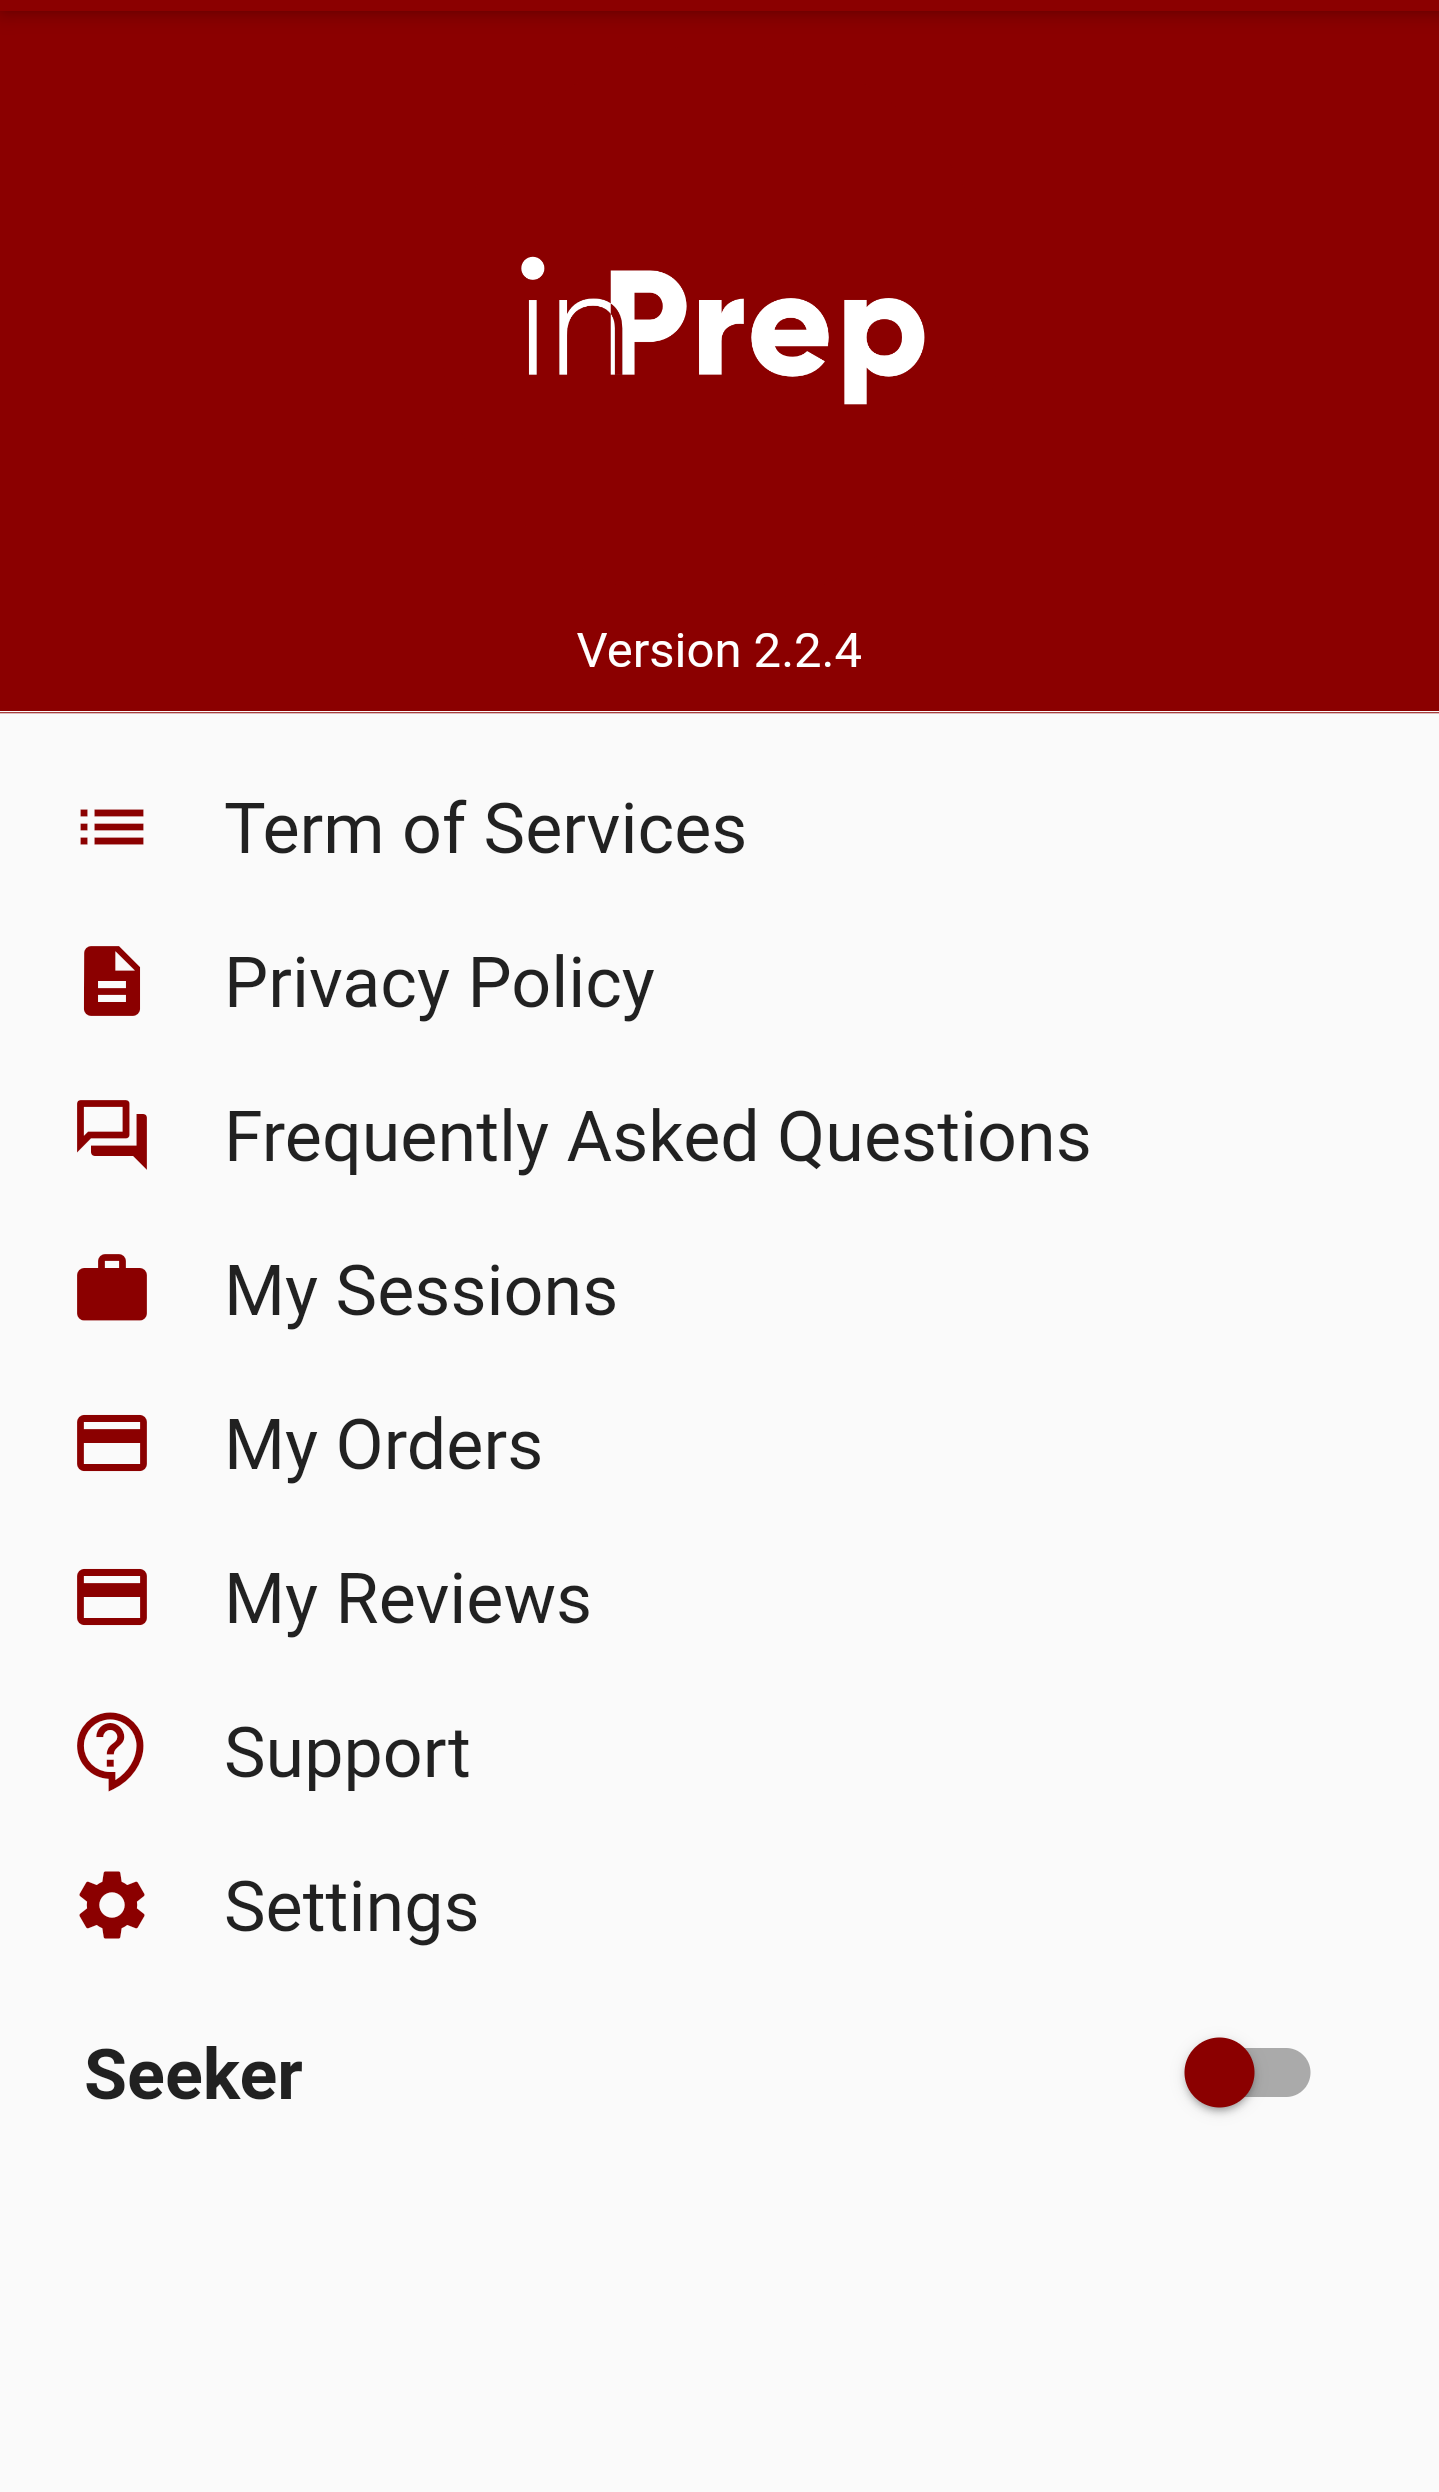 inPrep
Version 2.2.4
Term of Services
Privacy Policy
Frequently Asked Questions
My Sessions
My Orders
My Reviews
Support
Settings
Seeker